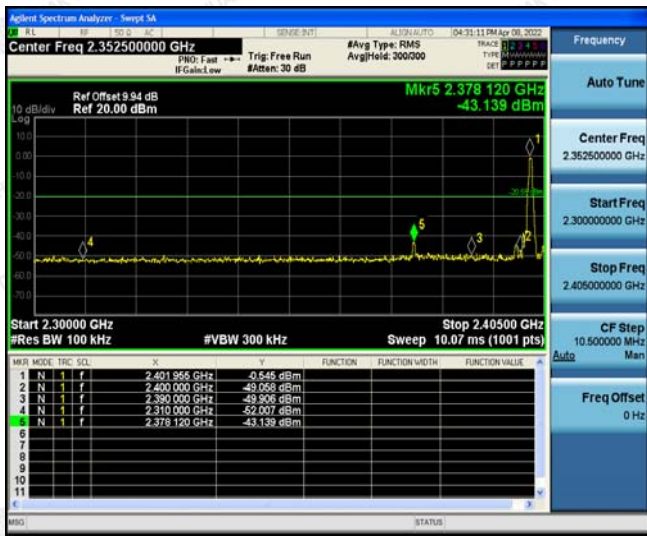 Agilent Spectrum Analyzer - Swept SA
RL RF 50 Ω AC SENSE:INT ALIGNAUTO 04:31:11 PM Apr 08, 2022
Center Freq 2.352500000 GHz
PNO: Fast
IFGain:Low
Trig: Free Run
#Atten: 30 dB
#Avg Type: RMS
Avg|Hold: 300/300
TRACE 1 2 3 4 5 6
TYPE
DET P P P P P P
Frequency
Ref Offset 9.94 dB
Ref 20.00 dBm
10 dB/div
Log
Mkr5 2.378 120 GHz
-43.139 dBm
10.0
0.00
-10.0
-20.0
-30.0
-40.0
-50.0
-60.0
-70.0
1
2
3
4
5
Start 2.30000 GHz
#Res BW 100 kHz
#VBW 300 kHz
Stop 2.40500 GHz
Sweep 10.07 ms (1001 pts)
MKR MODE TRC SCL X Y FUNCTION FUNCTION WIDTH FUNCTION VALUE
1 N 1 f 2.401 955 GHz -0.545 dBm
2 N 1 f 2.400 000 GHz -49.058 dBm
3 N 1 f 2.390 000 GHz -49.906 dBm
4 N 1 f 2.310 000 GHz -52.007 dBm
5 N 1 f 2.378 120 GHz -43.139 dBm
6
7
8
9
10
11
MSG
STATUS
Auto Tune
Center Freq
2.352500000 GHz
Start Freq
2.300000000 GHz
Stop Freq
2.405000000 GHz
CF Step
10.500000 MHz
Auto Man
Freq Offset
0 Hz